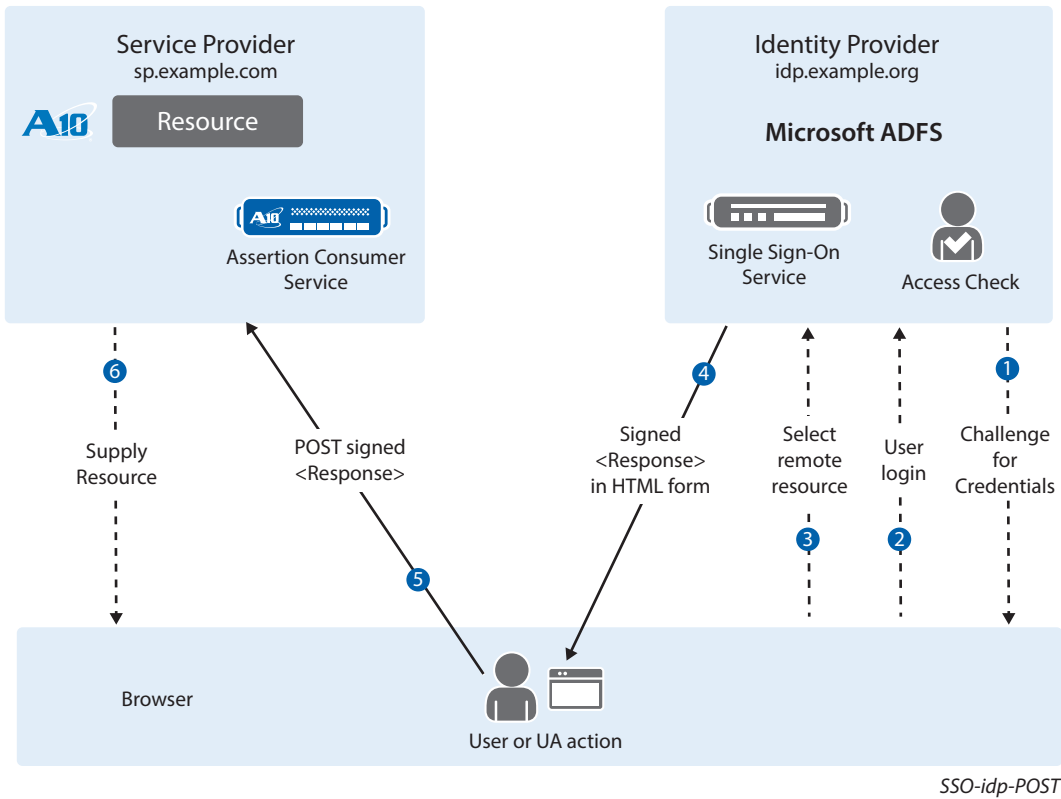 Service Provider
sp.example.com
A10
Resource
A10
Assertion Consumer
Service
Identity Provider
idp.example.org
Microsoft ADFS
Single Sign-On
Service
Access Check
6
Supply
Resource
POST signed
<Response>
5
4
Signed
<Response>
in HTML form
Select
remote
resource
3
User
login
2
1
Challenge
for
Credentials
Browser
User or UA action
SSO-idp-POST